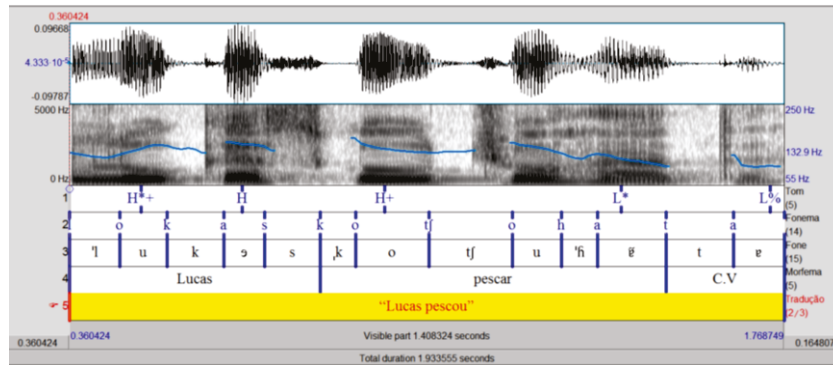 0.360424
0.09668
4.333 10⁻⁵
-0.09787
5000 Hz
250 Hz
132.9 Hz
0 Hz
55 Hz
1 H*+ H H+ L* L% Tom (5)
2 l o k a s k o tʃ o h a t a Fonema (14)
3 ˈl u k ɘ s ˌk o tʃ u ˈɦ ɐ̃ t ɐ Fone (15)
4 Lucas pescar C.V Morfema (5)
☞ 5 “Lucas pescou” Tradução (2/3)
0.360424 Visible part 1.408324 seconds 1.768749
0.360424 0.164807
Total duration 1.933555 seconds